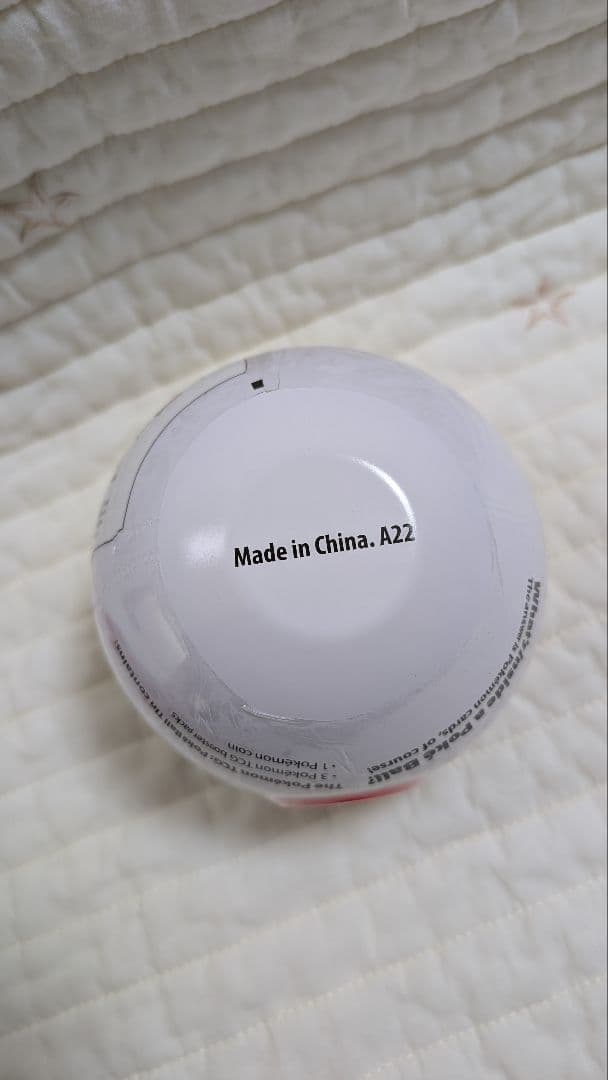 Made in China. A22
What's inside a Poké Ball?
The answer is Pokémon cards, of course!
The Pokémon TCG: Poké Ball Tin contains:
• 3 Pokémon TCG booster packs
• 1 Pokémon coin